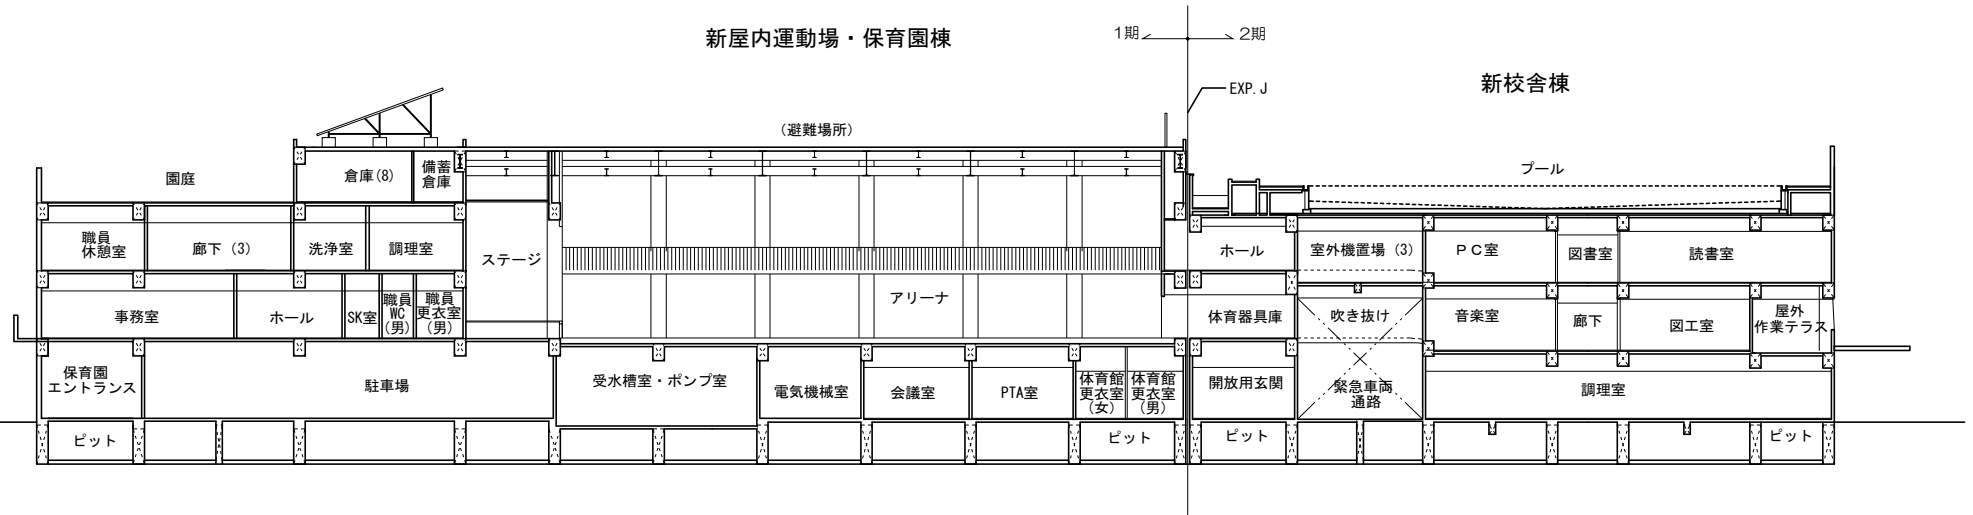 新屋内運動場・保育園棟
1期
2期
新校舎棟
EXP.J
(避難場所)
プール
園庭
倉庫(8)
備蓄
倉庫
職員
休憩室
廊下 (3)
洗浄室
調理室
ステージ
ホール
室外機置場 (3)
PC室
図書室
読書室
事務室
ホール
SK室
職員
WC
(男)
職員
更衣室
(男)
アリーナ
体育器具庫
吹き抜け
音楽室
廊下
図工室
屋外
作業テラス
保育園
エントランス
駐車場
受水槽室・ポンプ室
電気機械室
会議室
PTA室
体育館
更衣室
(女)
体育館
更衣室
(男)
開放用玄関
緊急車両
通路
調理室
ピット
ピット
ピット
ピット